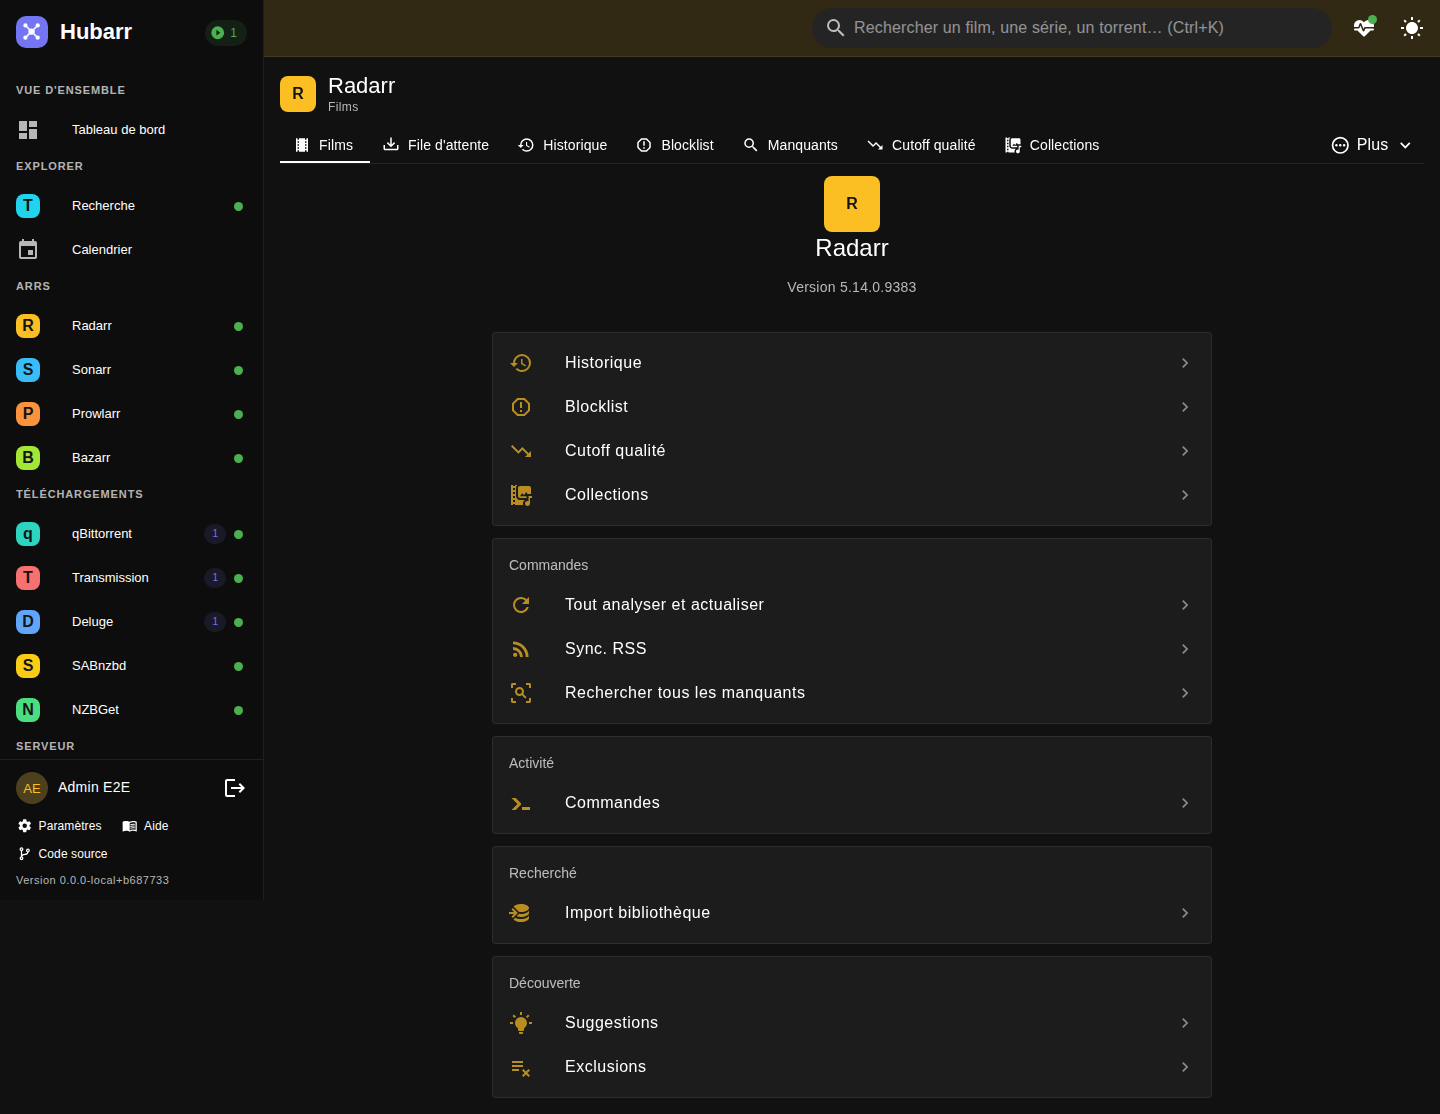 Hubarr
1
Rechercher un film, une série, un torrent… (Ctrl+K)
VUE D'ENSEMBLE
Tableau de bord
EXPLORER
T Recherche
Calendrier
ARRS
R Radarr
S Sonarr
P Prowlarr
B Bazarr
TÉLÉCHARGEMENTS
q qBittorrent 1
T Transmission 1
D Deluge 1
S SABnzbd
N NZBGet
SERVEUR
AE Admin E2E
Paramètres Aide
Code source
Version 0.0.0-local+b687733
R Radarr
Films
Films File d'attente Historique Blocklist Manquants Cutoff qualité Collections Plus
R
Radarr
Version 5.14.0.9383
Historique
Blocklist
Cutoff qualité
Collections
Commandes
Tout analyser et actualiser
Sync. RSS
Rechercher tous les manquants
Activité
Commandes
Recherché
Import bibliothèque
Découverte
Suggestions
Exclusions